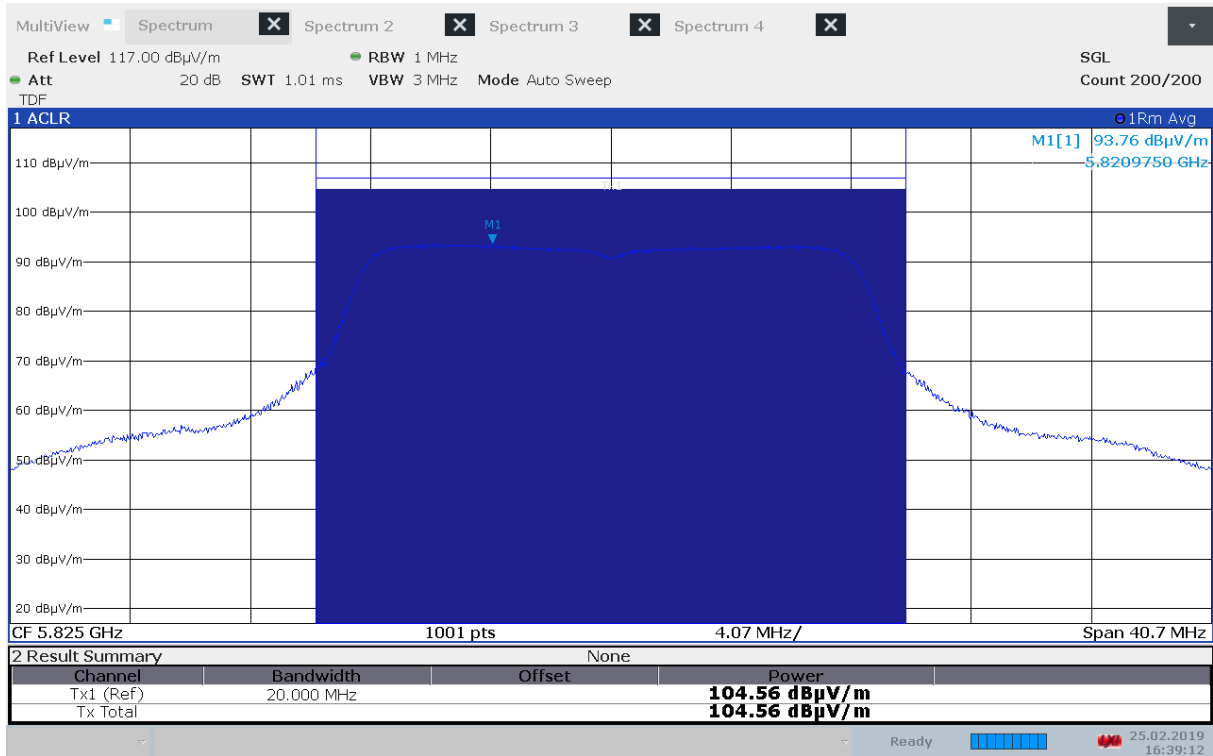 MultiView Spectrum Spectrum 2 Spectrum 3 Spectrum 4
Ref Level 117.00 dBµV/m RBW 1 MHz SGL
Att 20 dB SWT 1.01 ms VBW 3 MHz Mode Auto Sweep Count 200/200
TDF
1 ACLR 1Rm Avg
M1[1] 93.76 dBµV/m
5.8209750 GHz
110 dBµV/m
Tx1
100 dBµV/m
M1
90 dBµV/m
80 dBµV/m
70 dBµV/m
60 dBµV/m
50 dBµV/m
40 dBµV/m
30 dBµV/m
20 dBµV/m
CF 5.825 GHz 1001 pts 4.07 MHz/ Span 40.7 MHz
2 Result Summary None
Channel Bandwidth Offset Power
Tx1 (Ref) 20.000 MHz 104.56 dBµV/m
Tx Total 104.56 dBµV/m
Ready 25.02.2019
16:39:12